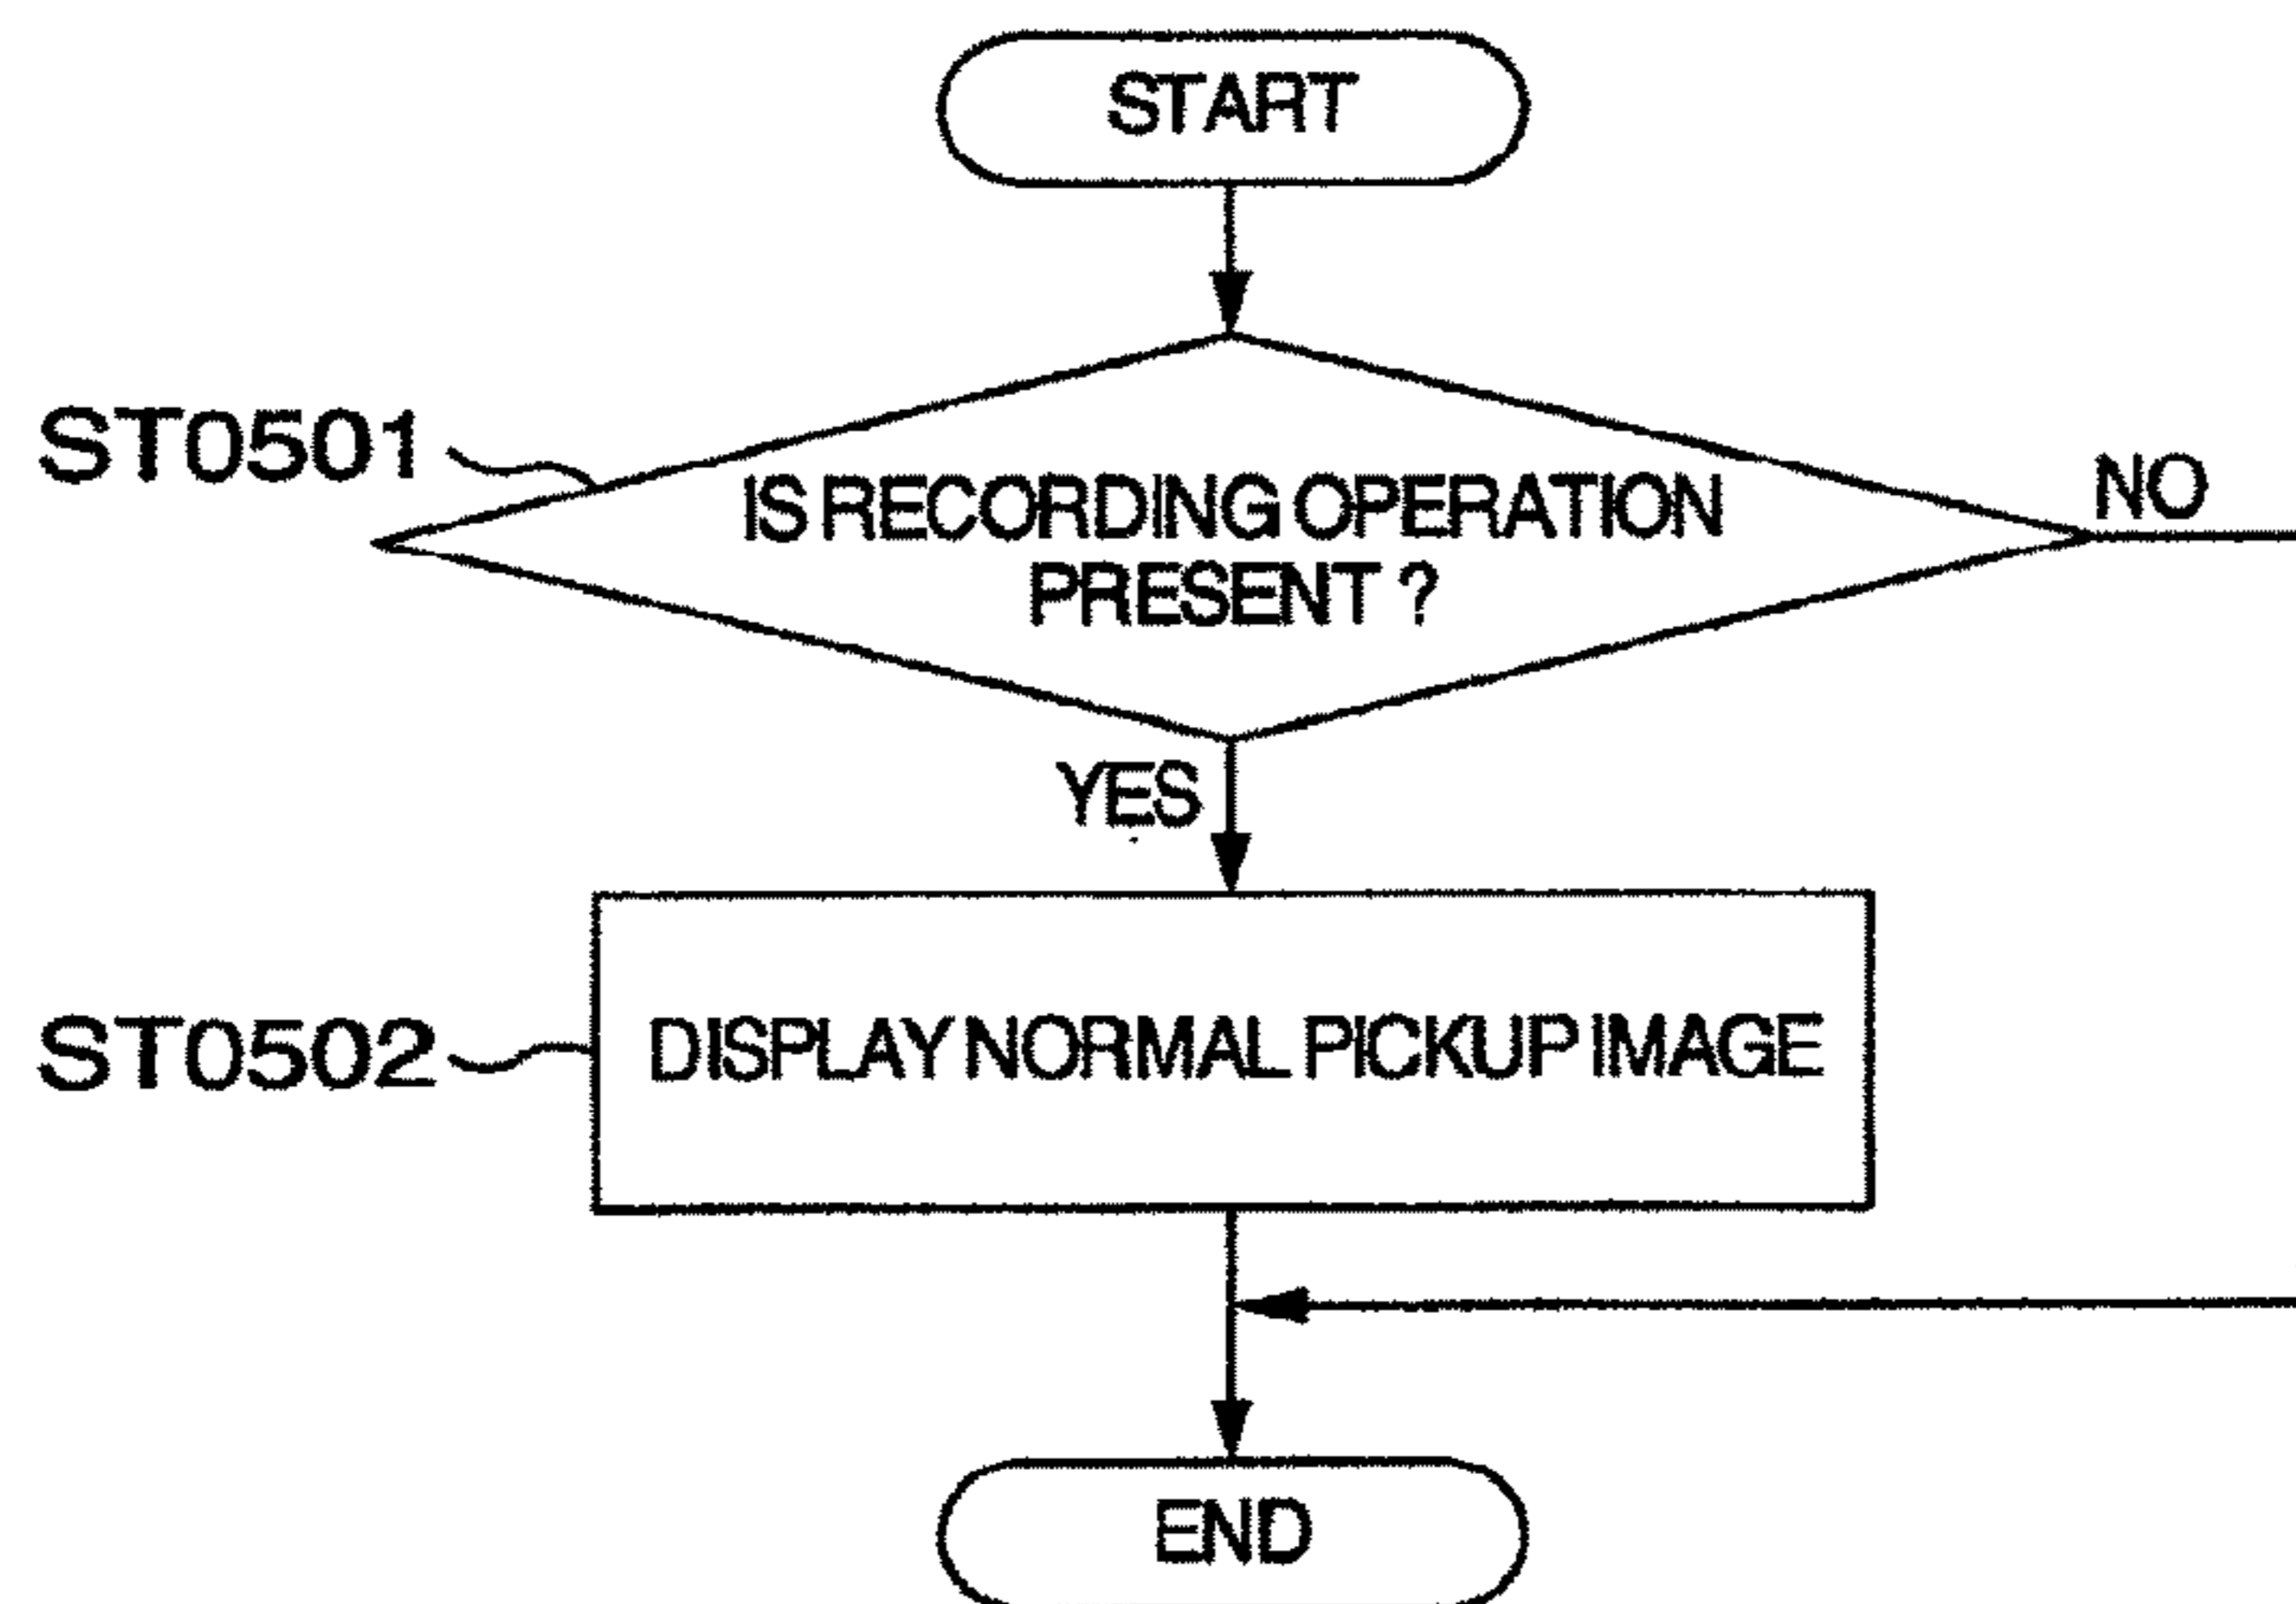 START
ST0501
IS RECORDING OPERATION
PRESENT ?
NO
YES
ST0502
DISPLAY NORMAL PICKUP IMAGE
END